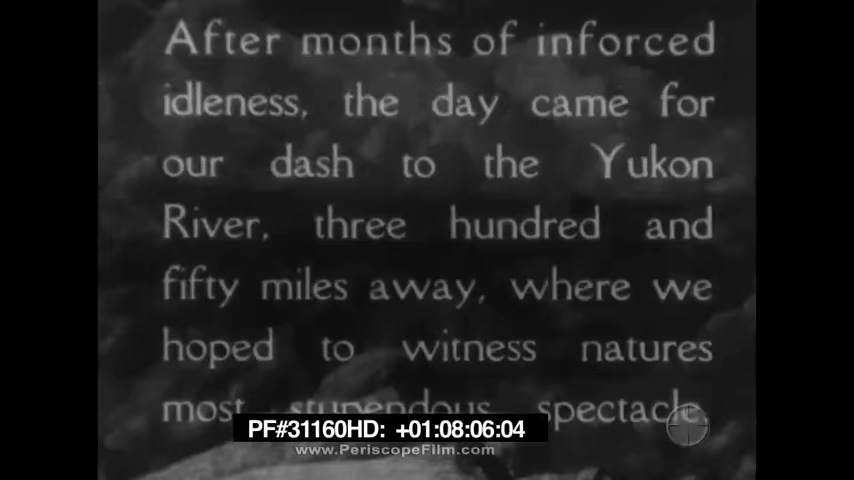 After months of inforced
idleness, the day came for
our dash to the Yukon
River, three hundred and
fifty miles away, where we
hoped to witness natures
most stupendous spectacle.
PF#31160HD: +01:08:06:04
www.PeriscopeFilm.com